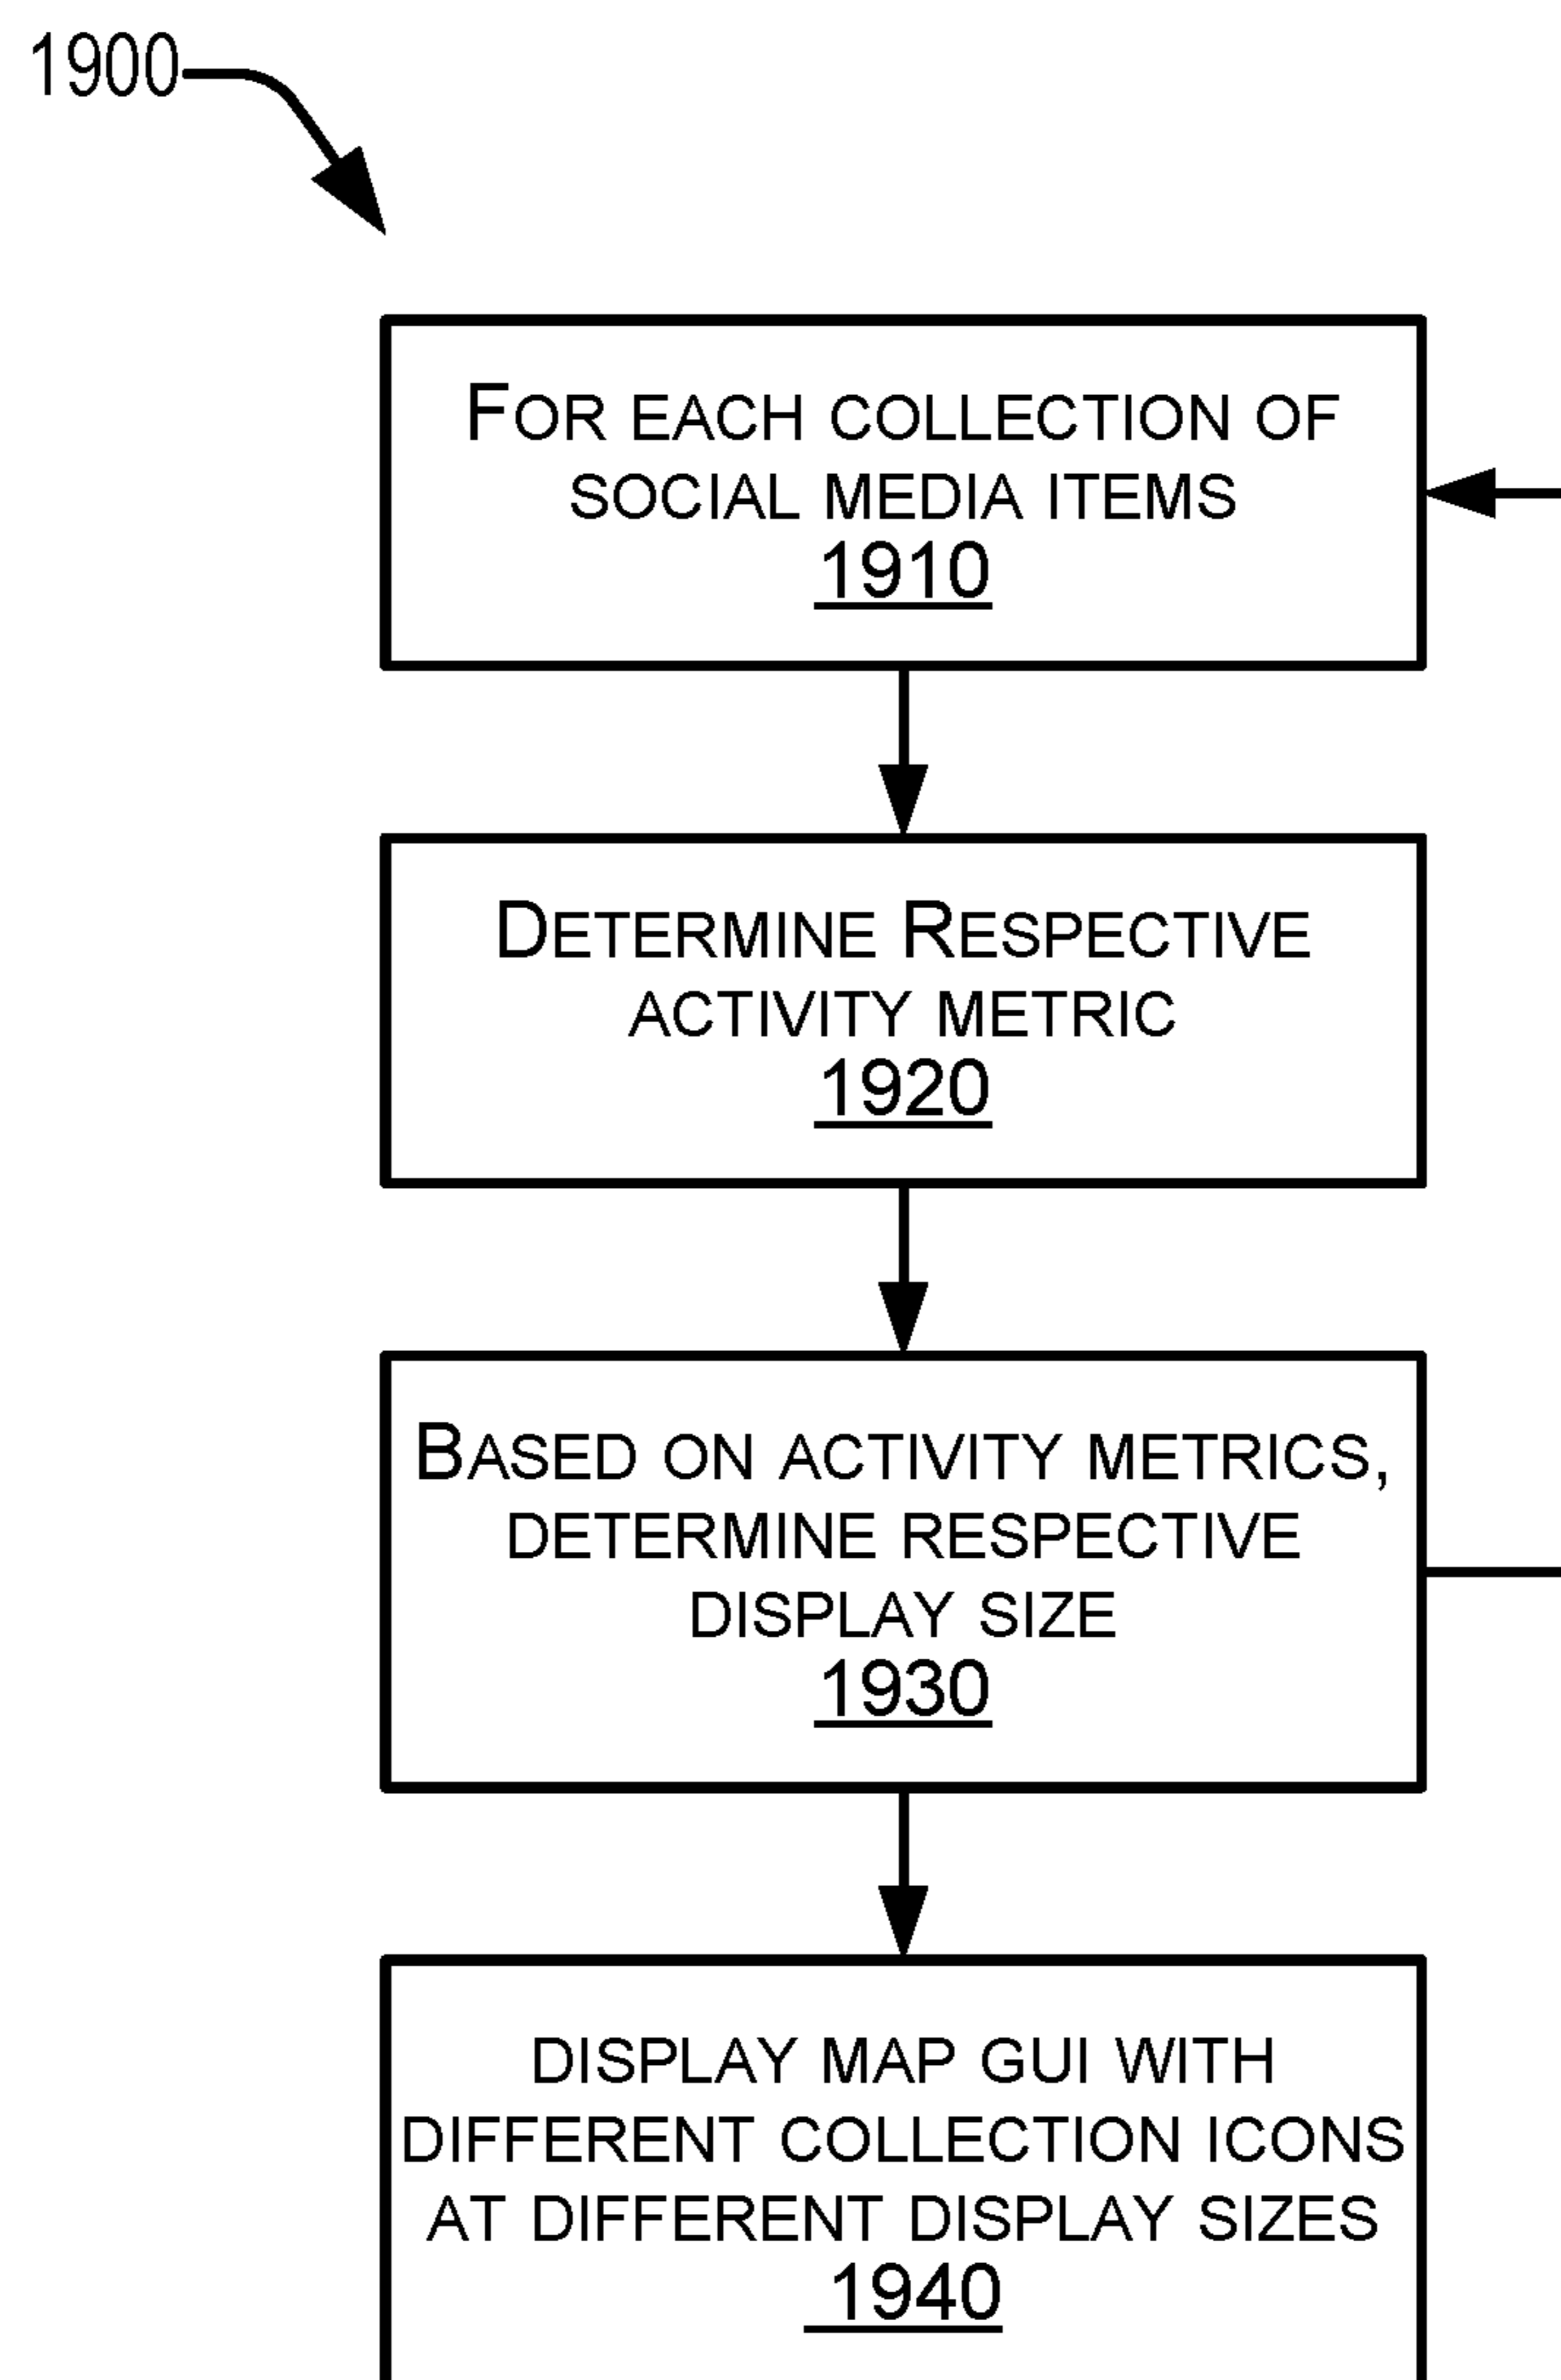 1900
FOR EACH COLLECTION OF
SOCIAL MEDIA ITEMS
1910
DETERMINE RESPECTIVE
ACTIVITY METRIC
1920
BASED ON ACTIVITY METRICS,
DETERMINE RESPECTIVE
DISPLAY SIZE
1930
DISPLAY MAP GUI WITH
DIFFERENT COLLECTION ICONS
AT DIFFERENT DISPLAY SIZES
1940